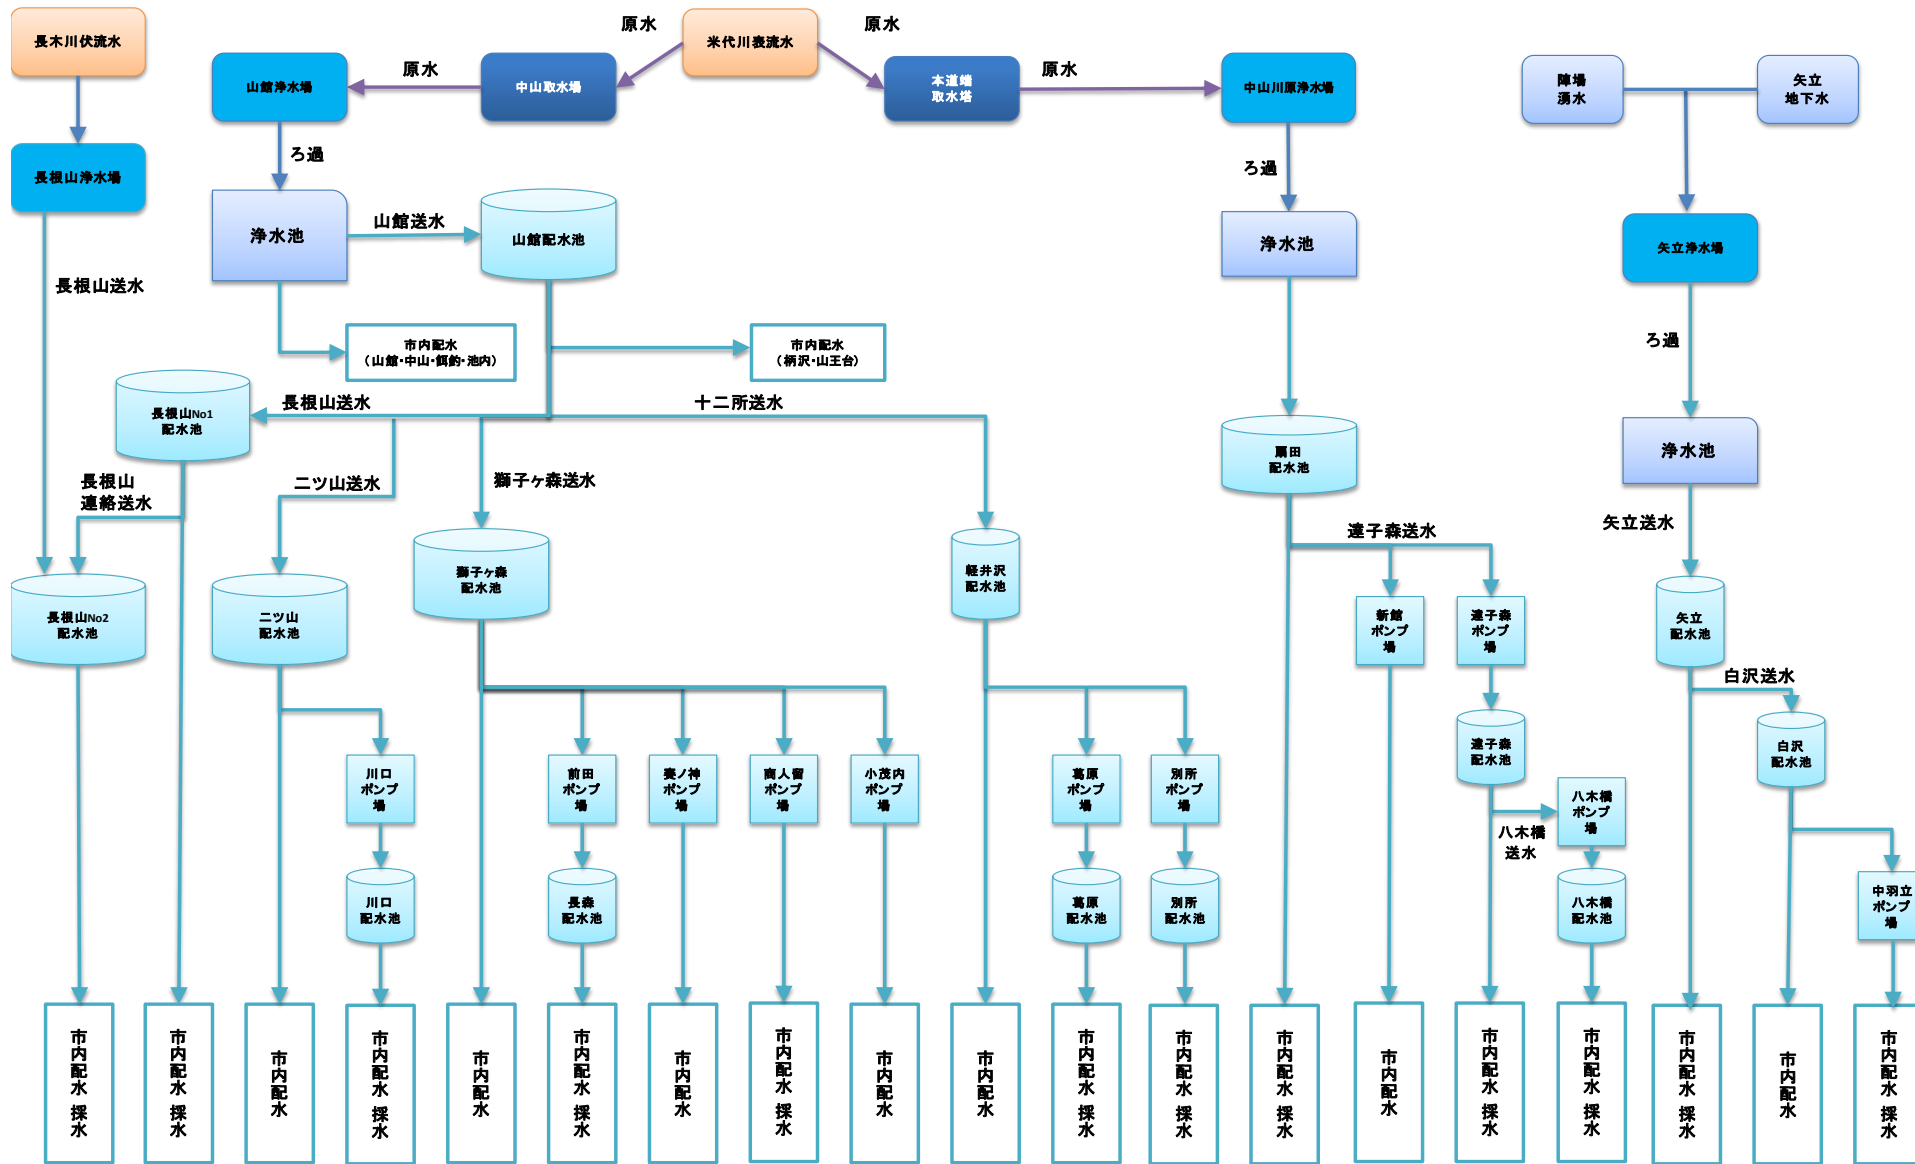 長木川伏流水
原水
米代川表流水
原水
山館浄水場
原水
中山取水場
本道端
取水塔
原水
中山川原浄水場
陣場
湧水
矢立
地下水
長根山浄水場
ろ過
ろ過
浄水池
山館送水
山館配水池
浄水池
矢立浄水場
長根山送水
市内配水
（山館・中山・餌釣・池内）
市内配水
（柄沢・山王台）
ろ過
長根山No1
配水池
長根山送水
十二所送水
扇田
配水池
浄水池
長根山
連絡送水
二ツ山送水
獅子ヶ森送水
達子森送水
矢立送水
長根山No2
配水池
二ツ山
配水池
獅子ヶ森
配水池
軽井沢
配水池
新館
ポンプ
場
達子森
ポンプ
場
矢立
配水池
白沢送水
川口
ポンプ
場
前田
ポンプ
場
賽ノ神
ポンプ
場
商人留
ポンプ
場
小茂内
ポンプ
場
葛原
ポンプ
場
別所
ポンプ
場
達子森
配水池
八木橋
ポンプ
場
白沢
配水池
八木橋
送水
川口
配水池
長森
配水池
葛原
配水池
別所
配水池
八木橋
配水池
中羽立
ポンプ
場
市内配水 採水
市内配水 採水
市内配水
市内配水 採水
市内配水
市内配水 採水
市内配水
市内配水 採水
市内配水
市内配水
市内配水 採水
市内配水 採水
市内配水 採水
市内配水
市内配水 採水
市内配水 採水
市内配水 採水
市内配水
市内配水 採水